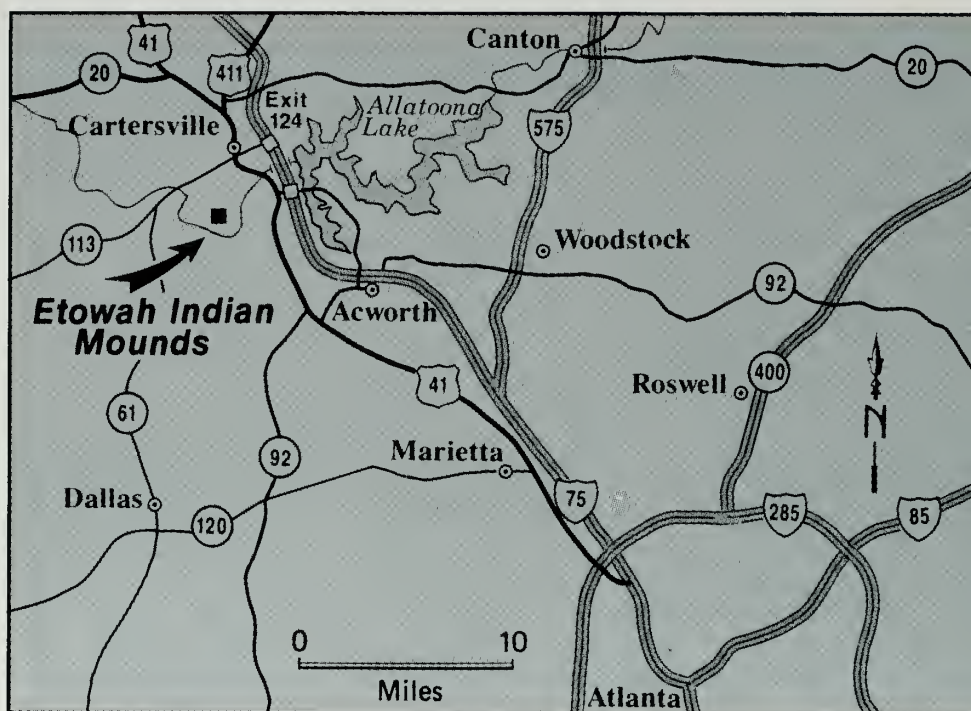 41
411
20
Canton
20
Exit
124
Allatoona
Lake
Cartersville
575
113
Woodstock
Etowah Indian
Mounds
Acworth
92
41
Roswell
400
N
61
92
Marietta
Dallas
120
75
285
85
0 10
Miles
Atlanta